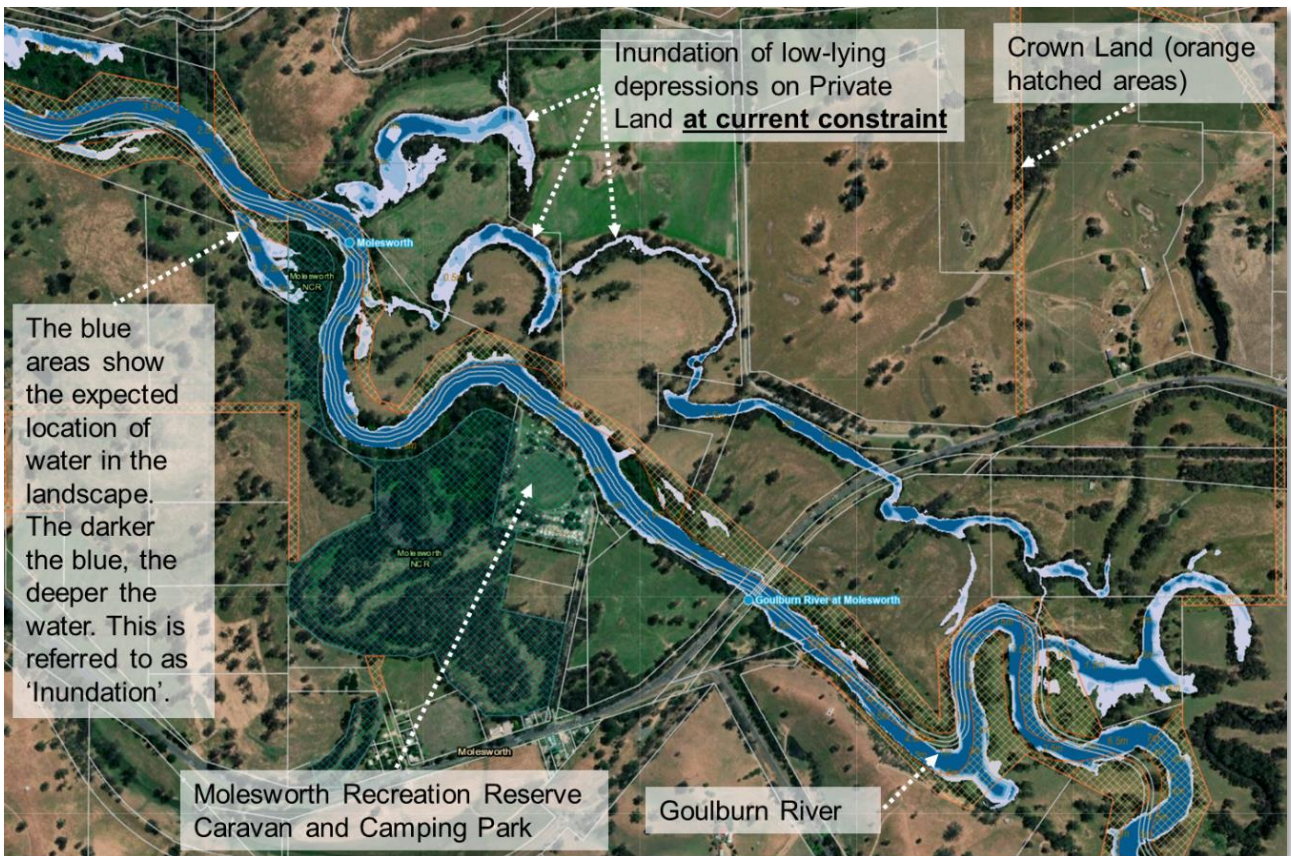 Inundation of low-lying
depressions on Private
Land at current constraint
Crown Land (orange
hatched areas)
Molesworth
Molesworth
NCR
The blue
areas show
the expected
location of
water in the
landscape.
The darker
the blue, the
deeper the
water. This is
referred to as
‘Inundation’.
0.5m
Molesworth
NCR
Goulburn River at Molesworth
Molesworth
Molesworth Recreation Reserve
Caravan and Camping Park
Goulburn River